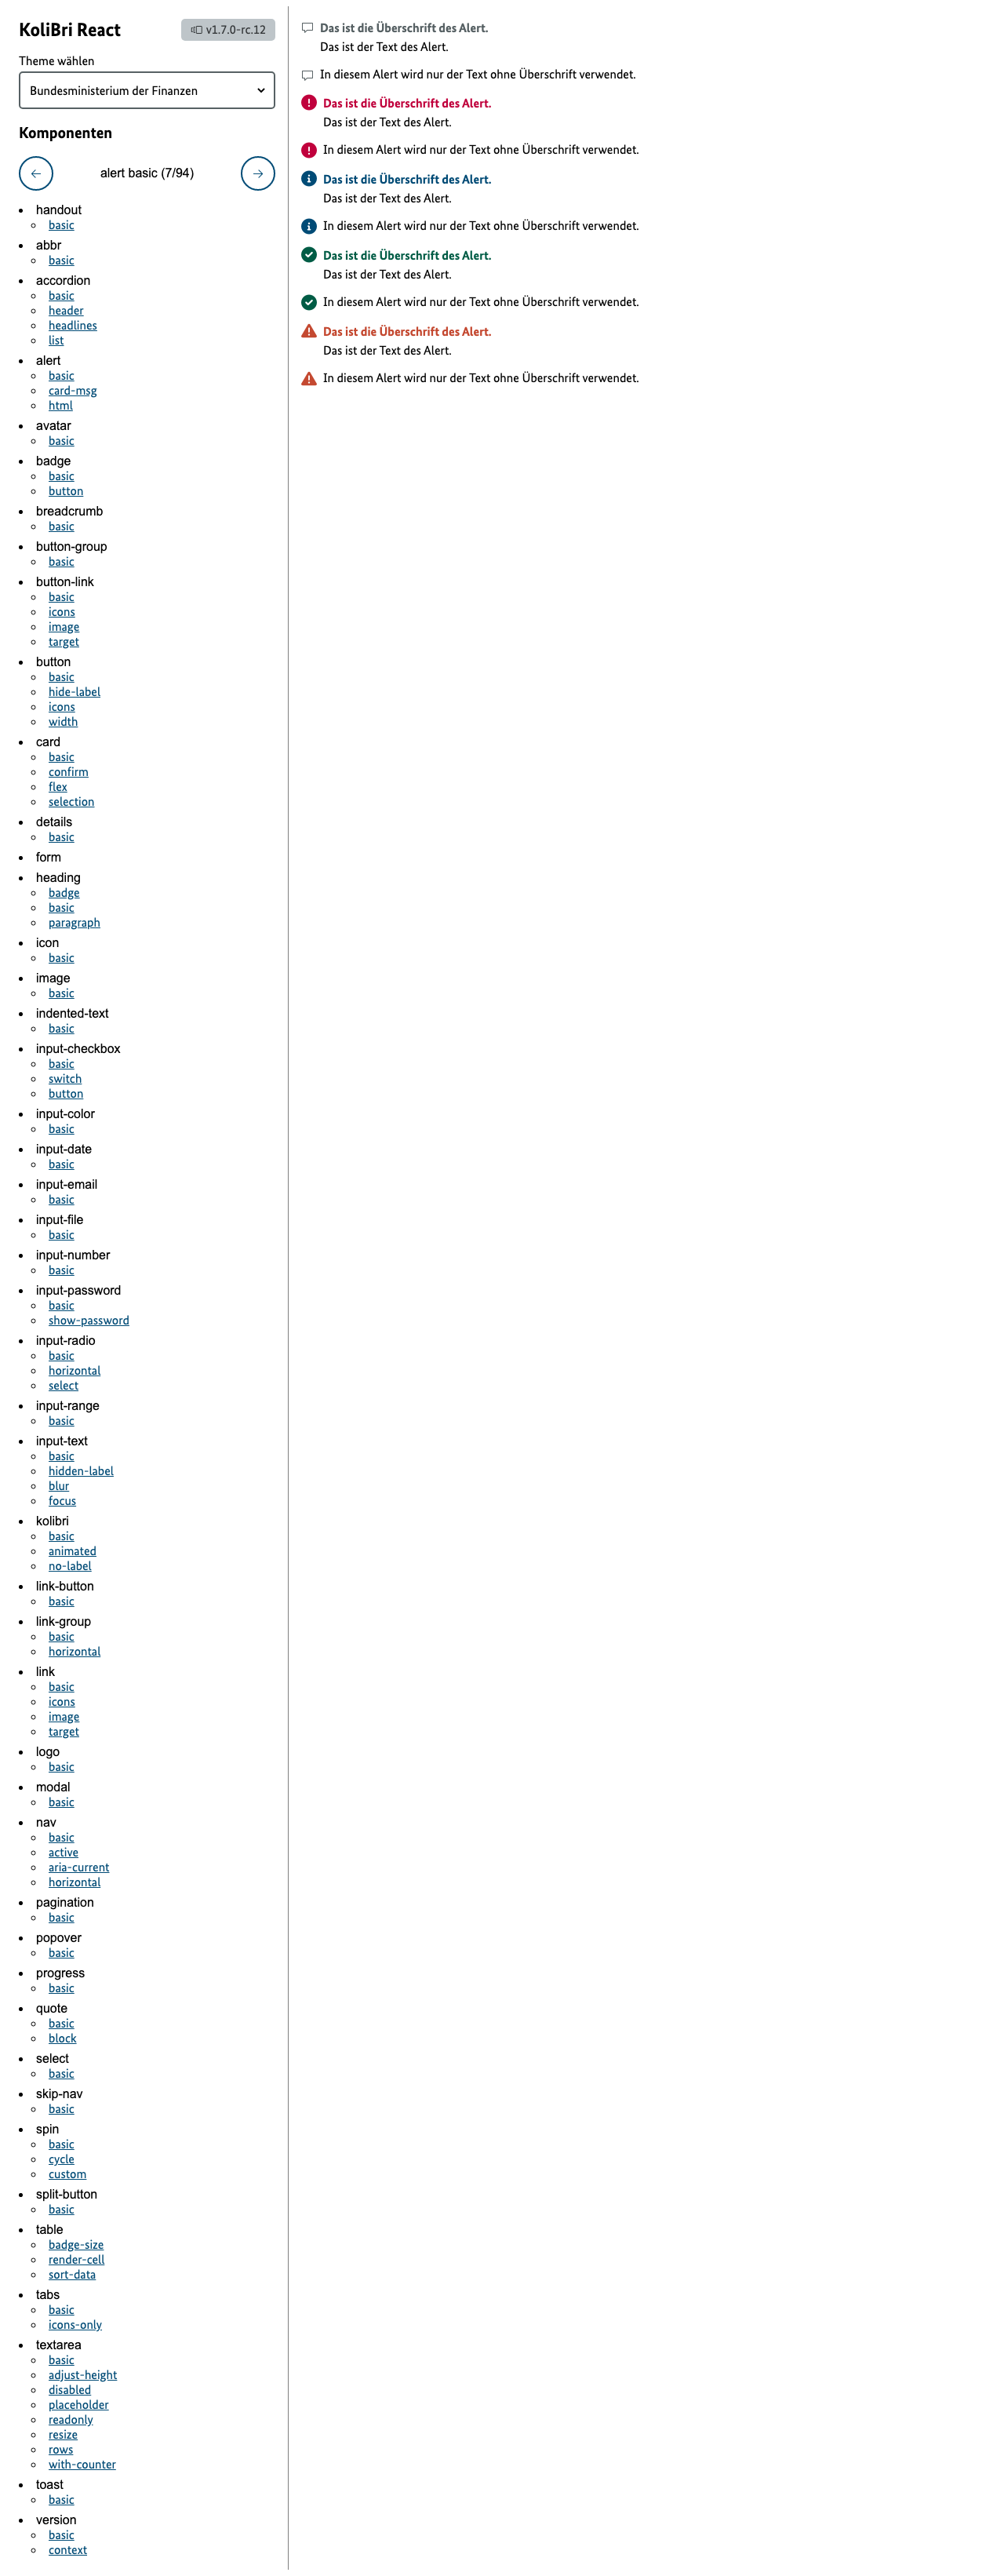 KoliBri React
v1.7.0-rc.12
Theme wählen
Bundesministerium der Finanzen
Komponenten
alert basic (7/94)
handout
basic
abbr
basic
accordion
basic
header
headlines
list
alert
basic
card-msg
html
avatar
basic
badge
basic
button
breadcrumb
basic
button-group
basic
button-link
basic
icons
image
target
button
basic
hide-label
icons
width
card
basic
confirm
flex
selection
details
basic
form
heading
badge
basic
paragraph
icon
basic
image
basic
indented-text
basic
input-checkbox
basic
switch
button
input-color
basic
input-date
basic
input-email
basic
input-file
basic
input-number
basic
input-password
basic
show-password
input-radio
basic
horizontal
select
input-range
basic
input-text
basic
hidden-label
blur
focus
kolibri
basic
animated
no-label
link-button
basic
link-group
basic
horizontal
link
basic
icons
image
target
logo
basic
modal
basic
nav
basic
active
aria-current
horizontal
pagination
basic
popover
basic
progress
basic
quote
basic
block
select
basic
skip-nav
basic
spin
basic
cycle
custom
split-button
basic
table
badge-size
render-cell
sort-data
tabs
basic
icons-only
textarea
basic
adjust-height
disabled
placeholder
readonly
resize
rows
with-counter
toast
basic
version
basic
context
Das ist die Überschrift des Alert.
Das ist der Text des Alert.
In diesem Alert wird nur der Text ohne Überschrift verwendet.
Das ist die Überschrift des Alert.
Das ist der Text des Alert.
In diesem Alert wird nur der Text ohne Überschrift verwendet.
Das ist die Überschrift des Alert.
Das ist der Text des Alert.
In diesem Alert wird nur der Text ohne Überschrift verwendet.
Das ist die Überschrift des Alert.
Das ist der Text des Alert.
In diesem Alert wird nur der Text ohne Überschrift verwendet.
Das ist die Überschrift des Alert.
Das ist der Text des Alert.
In diesem Alert wird nur der Text ohne Überschrift verwendet.